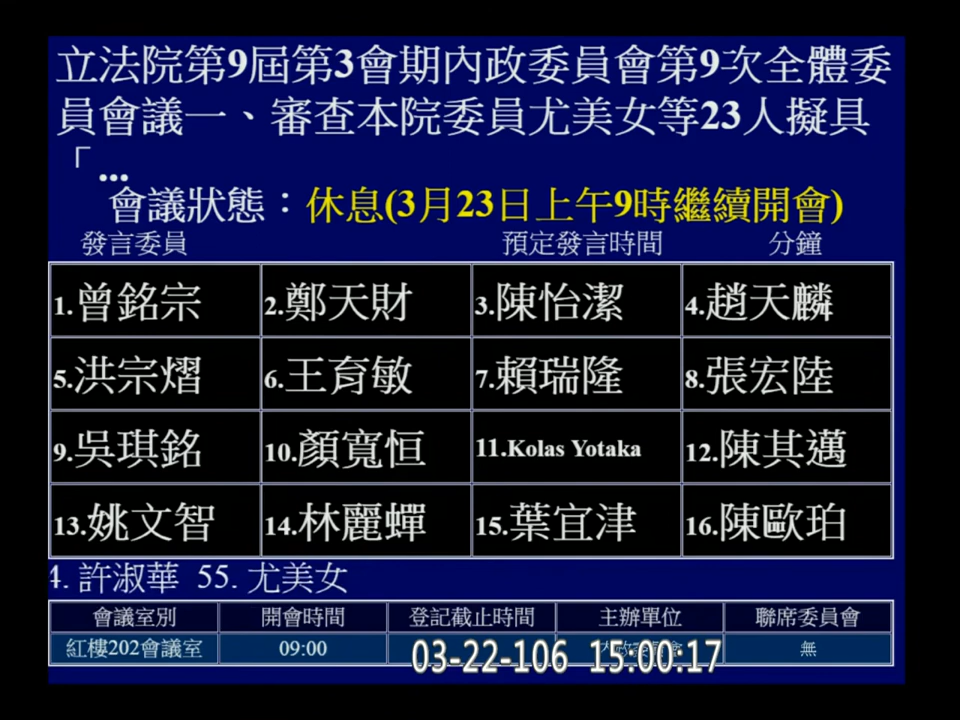 立法院第9屆第3會期內政委員會第9次全體委
員會議一、審查本院委員尤美女等23人擬具
「...
會議狀態：休息(3月23日上午9時繼續開會)
發言委員 預定發言時間 分鐘
1.曾銘宗 2.鄭天財 3.陳怡潔 4.趙天麟
5.洪宗熠 6.王育敏 7.賴瑞隆 8.張宏陸
9.吳琪銘 10.顏寬恒 11.Kolas Yotaka 12.陳其邁
13.姚文智 14.林麗蟬 15.葉宜津 16.陳歐珀
4. 許淑華 55. 尤美女
會議室別 開會時間 登記截止時間 主辦單位 聯席委員會
紅樓202會議室 09:00 無
03-22-106 15:00:17